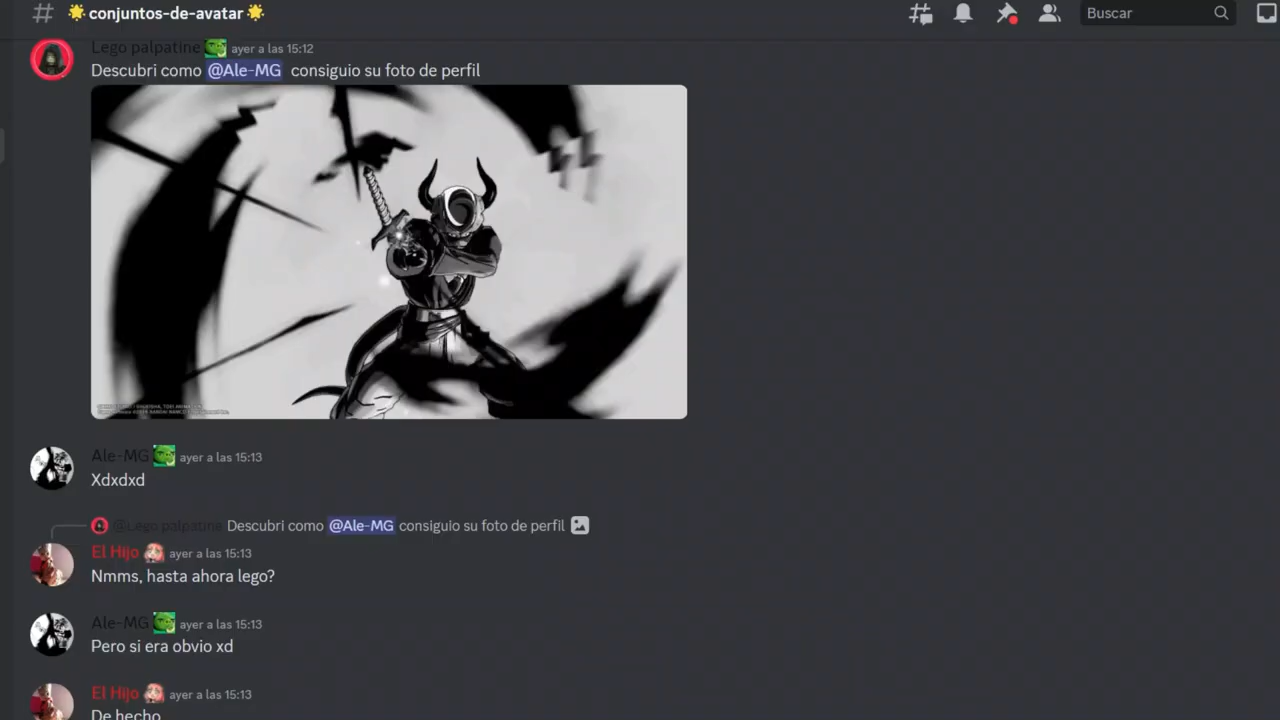 conjuntos-de-avatar
Buscar
Lego palpatine ayer a las 15:12
Descubri como @Ale-MG consiguio su foto de perfil
Ale-MG ayer a las 15:13
Xdxdxd
@Lego palpatine Descubri como @Ale-MG consiguio su foto de perfil
El Hijo ayer a las 15:13
Nmms, hasta ahora lego?
Ale-MG ayer a las 15:13
Pero si era obvio xd
El Hijo ayer a las 15:13
De hecho